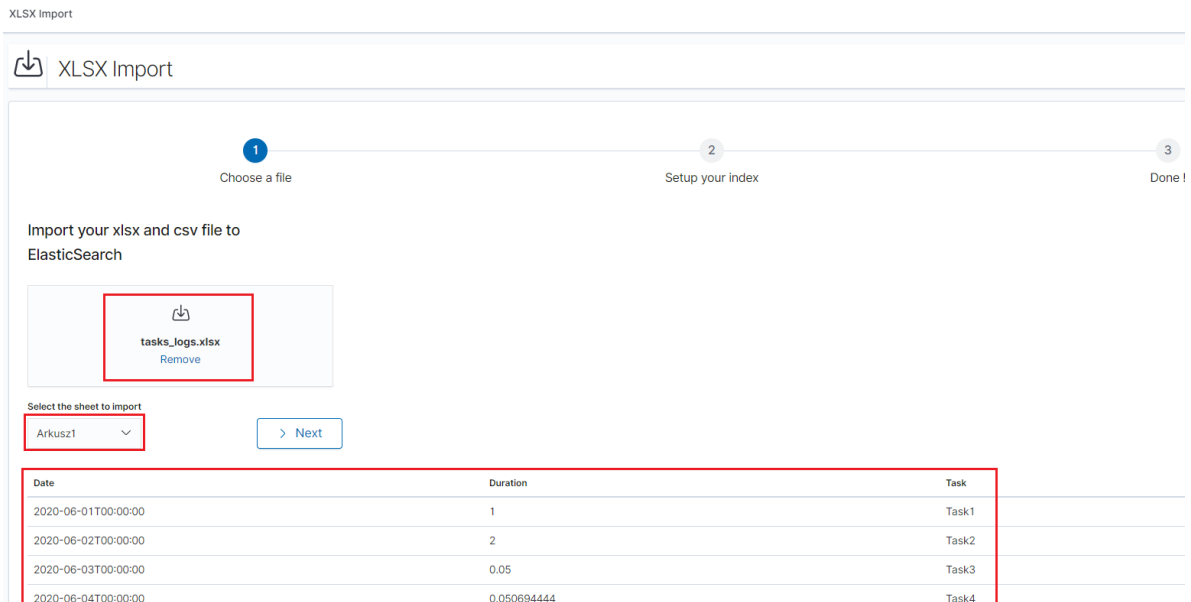 XLSX Import
XLSX Import
1 2 3
Choose a file Setup your index Done !
Import your xlsx and csv file to
ElasticSearch
tasks_logs.xlsx
Remove
Select the sheet to import
Arkusz1
Next
Date Duration Task
2020-06-01T00:00:00 1 Task1
2020-06-02T00:00:00 2 Task2
2020-06-03T00:00:00 0.05 Task3
2020-06-04T00:00:00 0.050694444 Task4